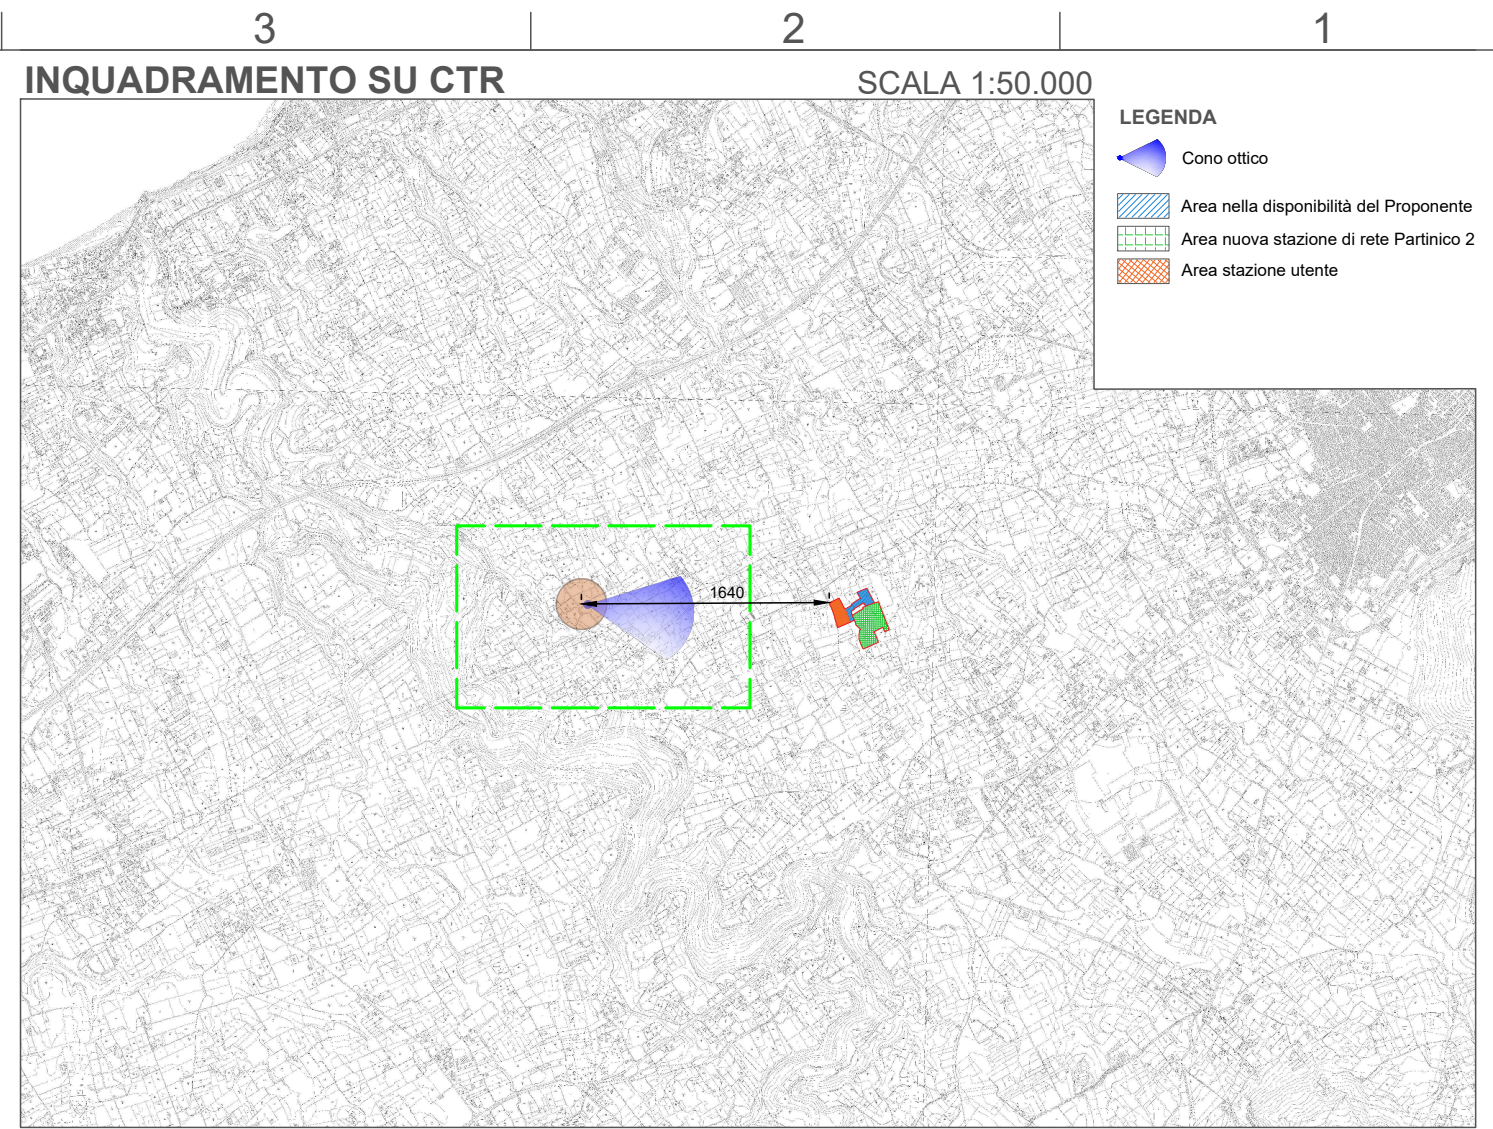 3 2 1
INQUADRAMENTO SU CTR
SCALA 1:50.000
LEGENDA
Cono ottico
Area nella disponibilità del Proponente
Area nuova stazione di rete Partinico 2
Area stazione utente
1640